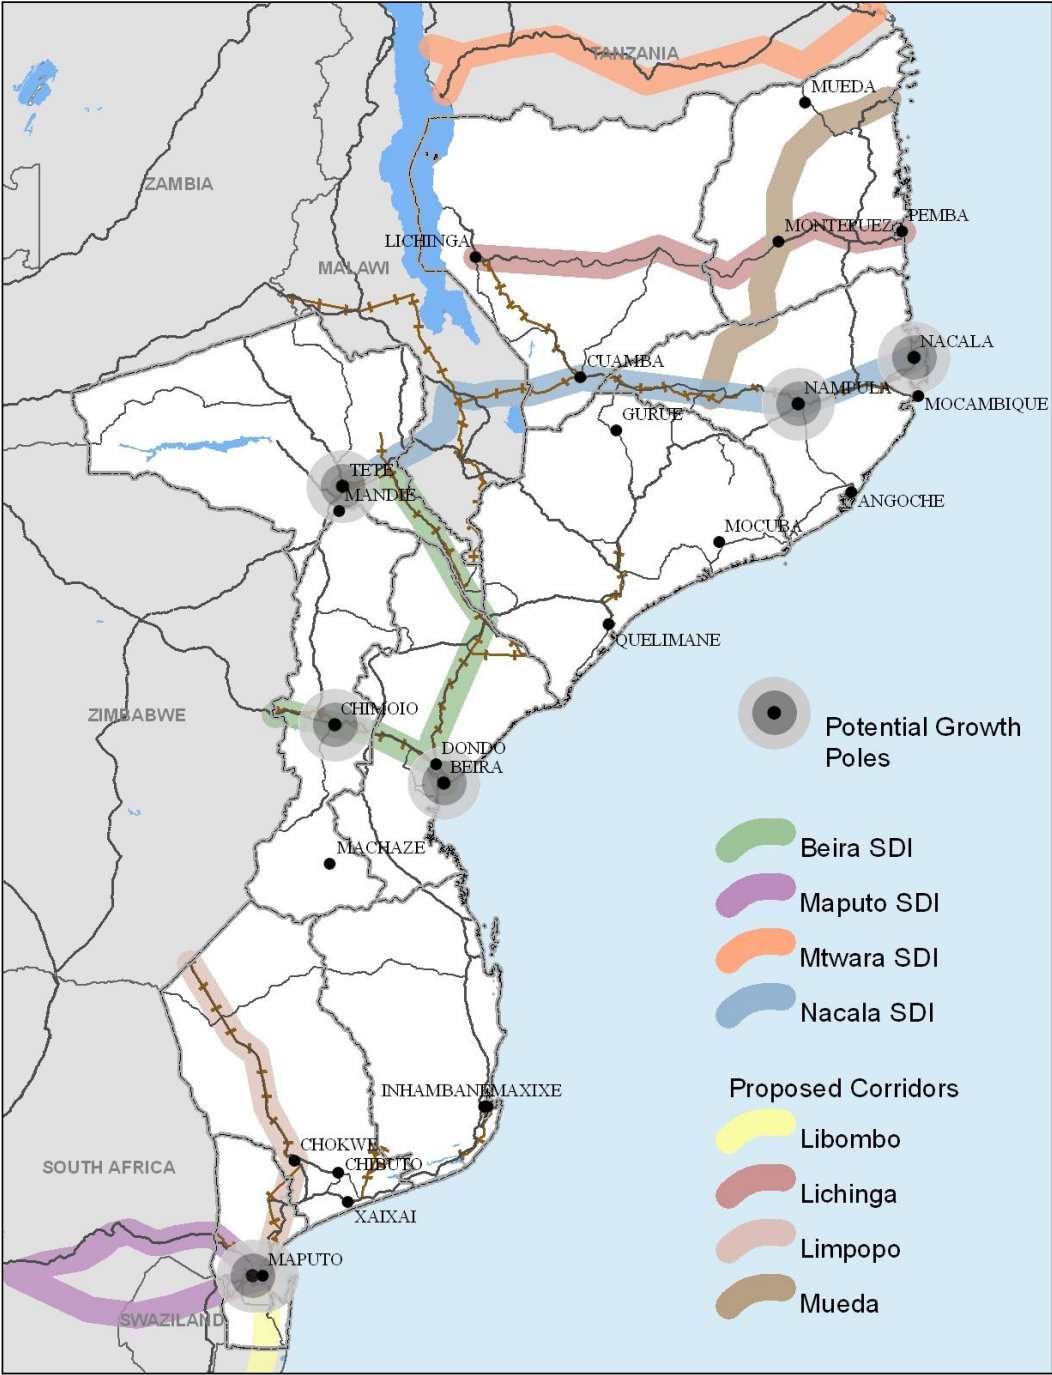 TANZANIA
MUEDA
ZAMBIA
PEMBA
MONTEPUEZ
LICHINGA
MALAWI
NACALA
CUAMBA
NAMPULA
MOCAMBIQUE
GURUE
TETE
MANDIE
ANGOCHE
MOCUBA
QUELIMANE
CHIMOIO
ZIMBABWE
Potential Growth
Poles
DONDO
BEIRA
MACHAZE
Beira SDI
Maputo SDI
Mtwara SDI
Nacala SDI
INHAMBANE
MAXIXE
Proposed Corridors
Libombo
CHOKWE
CHIBUTO
SOUTH AFRICA
Lichinga
XAIXAI
Limpopo
MAPUTO
Mueda
SWAZILAND